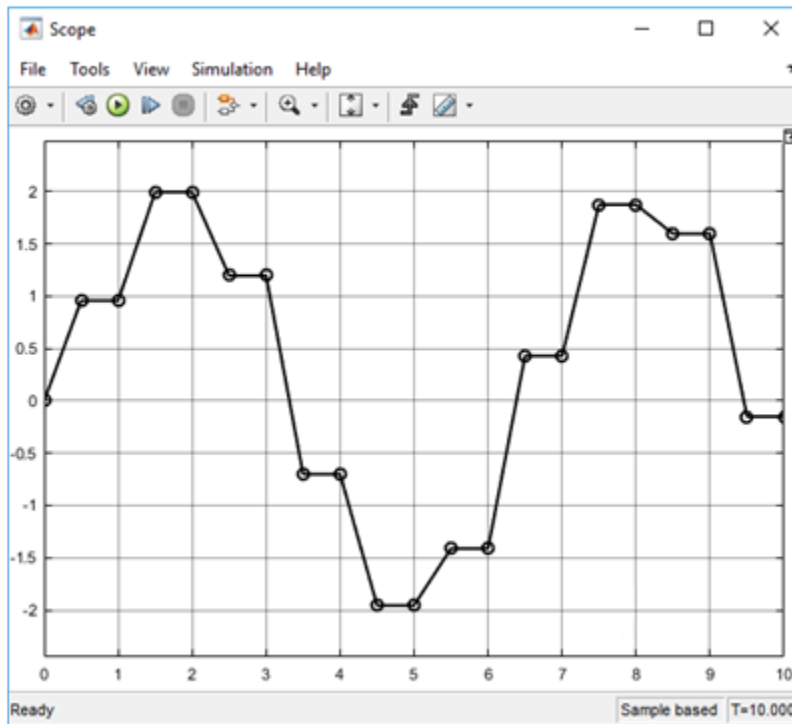 Scope
File Tools View Simulation Help
2
1.5
1
0.5
0
-0.5
-1
-1.5
-2
0 1 2 3 4 5 6 7 8 9 10
Ready Sample based T=10.000